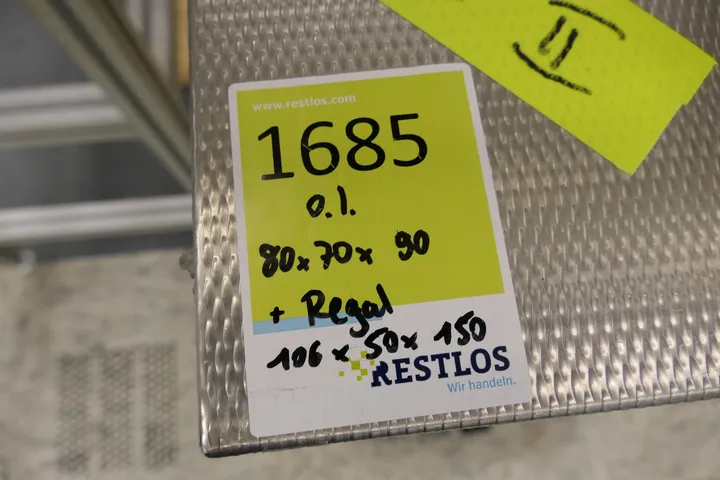 www.restlos.com
1685
o.l.
80x70x 90
+ Regal
106 x 50x 150
RESTLOS
Wir handeln.